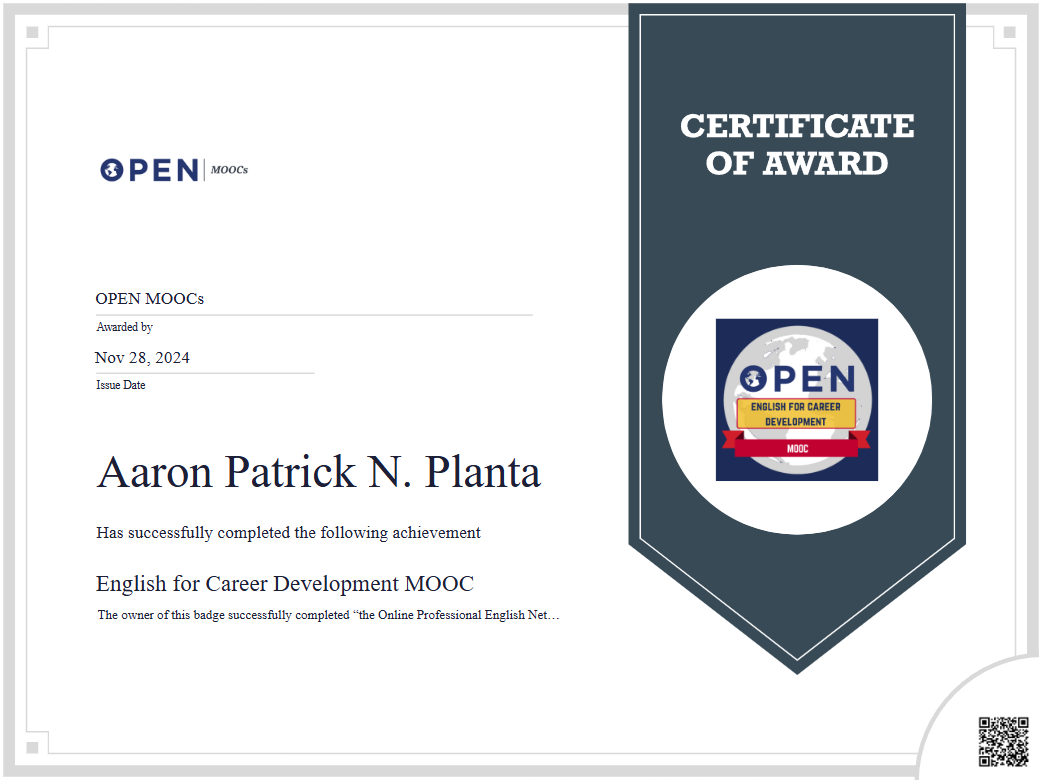 CERTIFICATE
OF AWARD
OPEN MOOCs
OPEN MOOCs
Awarded by
Nov 28, 2024
Issue Date
Aaron Patrick N. Planta
Has successfully completed the following achievement
English for Career Development MOOC
The owner of this badge successfully completed “the Online Professional English Net…
OPEN
ENGLISH FOR CAREER
DEVELOPMENT
MOOC